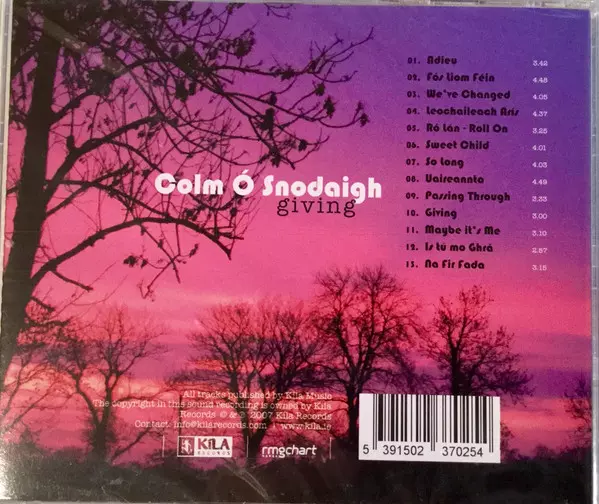 01. Adieu 3.42
02. Fós Liom Féin 4.48
03. We've Changed 4.05
04. Leochaileach Arís 4.37
05. Ró Lán - Roll On 3.25
06. Sweet Child 4.01
07. So Long 4.03
08. Uaireannta 4.49
09. Passing Through 2.33
10. Giving 3.00
11. Maybe it's Me 3.10
12. Is tú mo Ghrá 2.57
13. Na Fir Fada 3.15
Colm Ó Snodaigh
giving
All tracks published by Kíla Music
The copyright in this sound recording is owned by Kíla
Records © & ℗ 2007 Kíla Records
Contact: info@kilarecords.com | www.kila.ie
KíLA
RECORDS
rmgchart
5 391502 370254